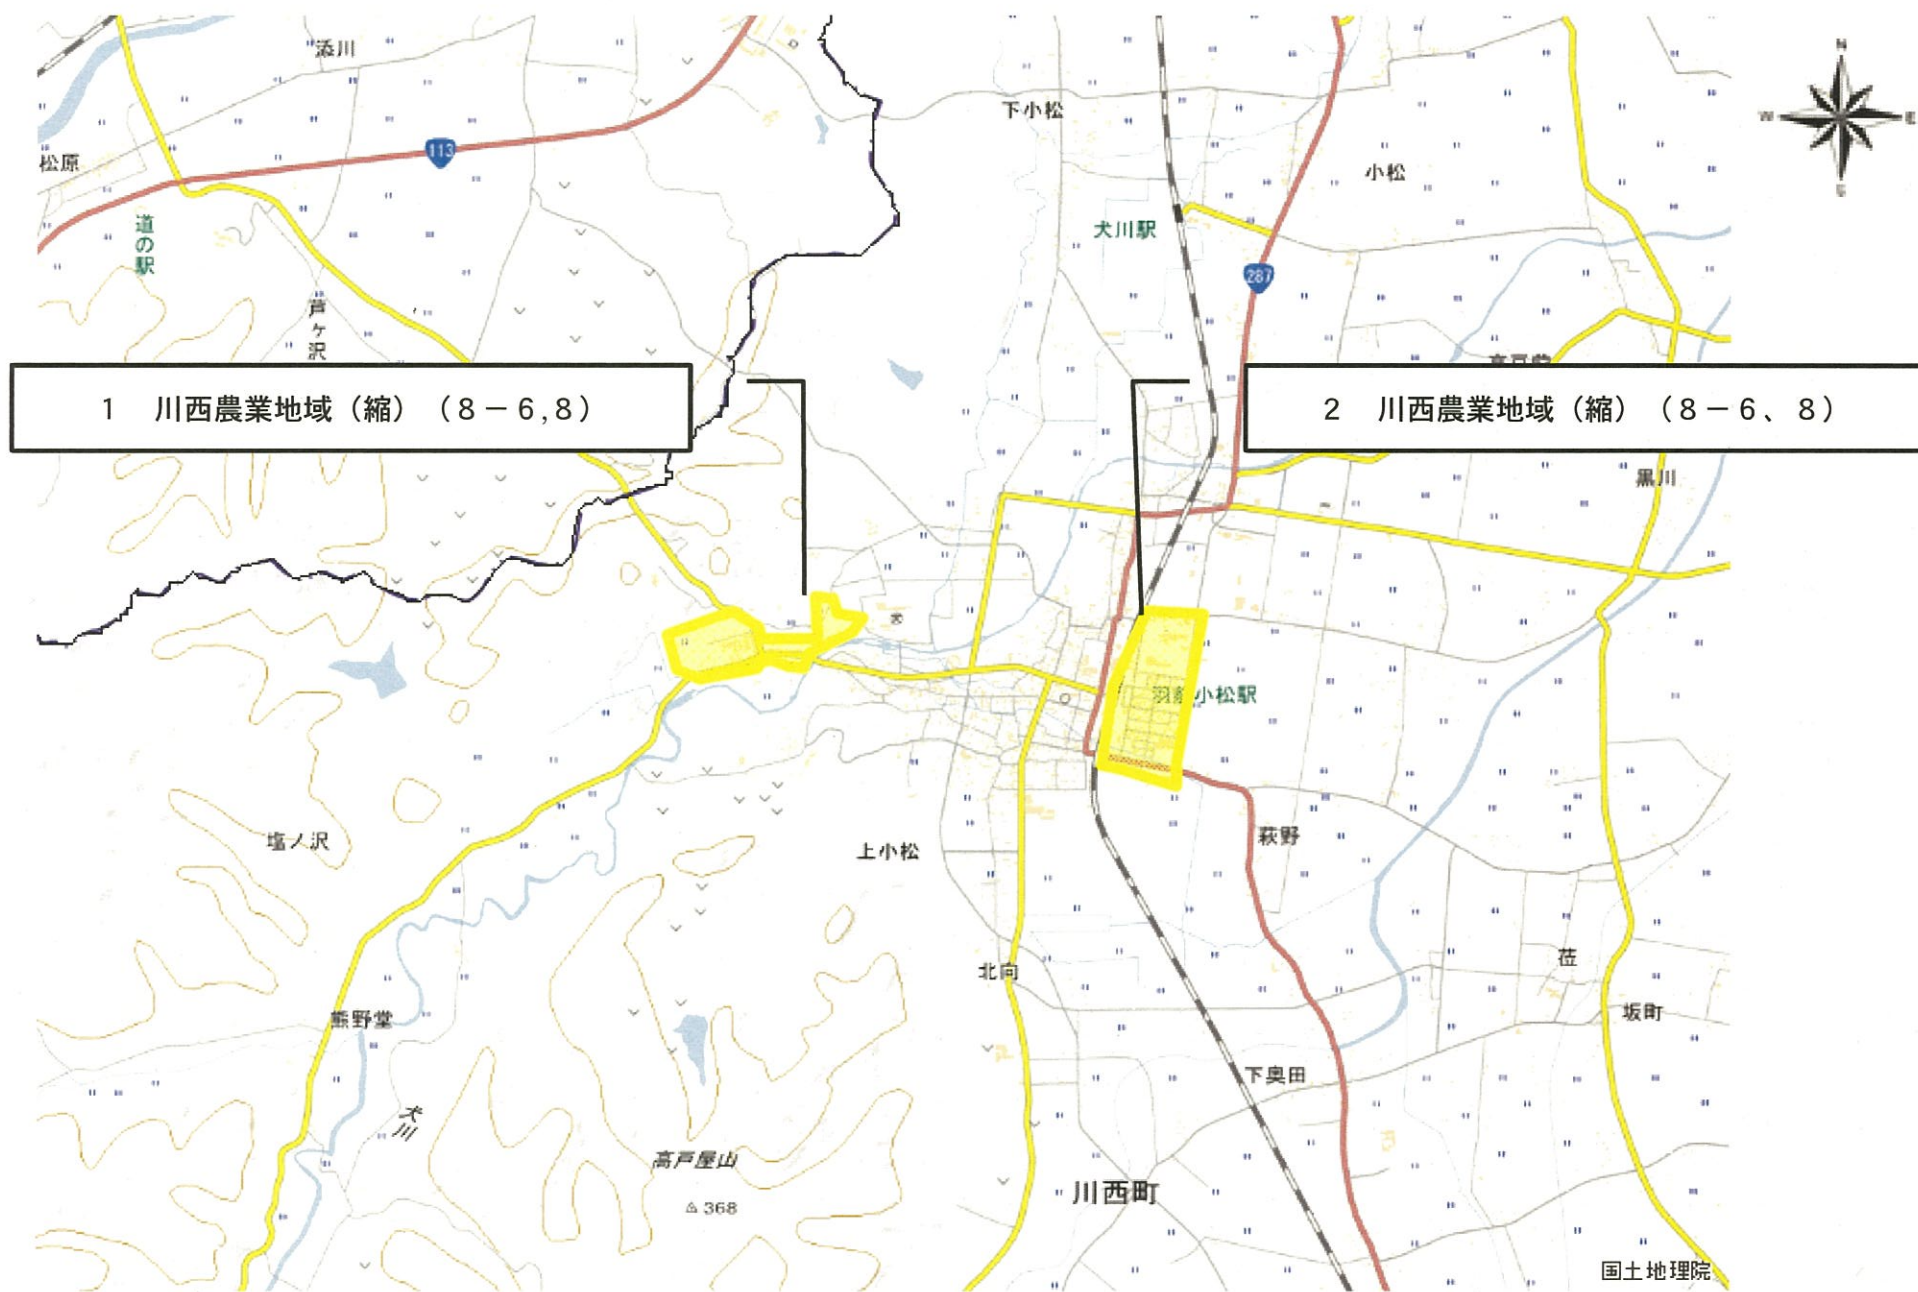 添川
下小松
N
W
E
S
113
松原
小松
道の駅
犬川駅
287
芦ヶ沢
1 川西農業地域（縮）（8－6,8）
2 川西農業地域（縮）（8－6、8）
黒川
小松駅
塩ノ沢
上小松
萩野
北向
莅
熊野堂
坂町
下奥田
犬川
高戸屋山
川西町
368
国土地理院